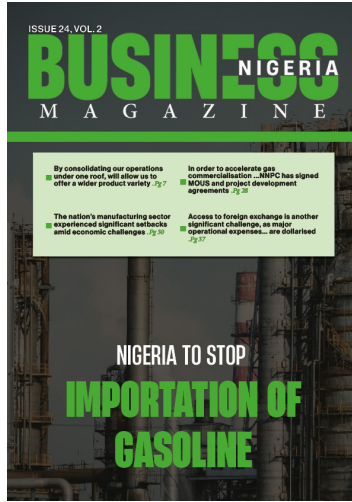 ISSUE 24, VOL. 2
BUSINESS
NIGERIA
MAGAZINE
By consolidating our operations
under one roof, will allow us to
offer a wider product variety .Pg 7
In order to accelerate gas
commercialisation ...NNPC has signed
MOUS and project development
agreements .Pg 28
The nation's manufacturing sector
experienced significant setbacks
amid economic challenges .Pg 30
Access to foreign exchange is another
significant challenge, as major
operational expenses... are dollarised
.Pg 37
NIGERIA TO STOP
IMPORTATION OF
GASOLINE